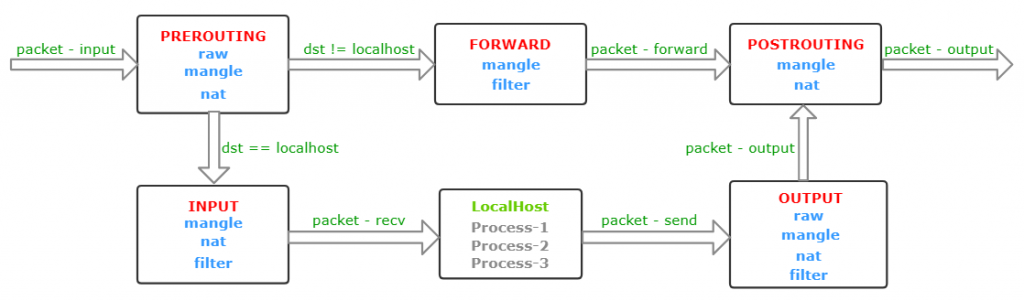 packet - input
PREROUTING
raw
mangle
nat
dst != localhost
FORWARD
mangle
filter
packet - forward
POSTROUTING
mangle
nat
packet - output
dst == localhost
packet - output
INPUT
mangle
nat
filter
packet - recv
LocalHost
Process-1
Process-2
Process-3
packet - send
OUTPUT
raw
mangle
nat
filter